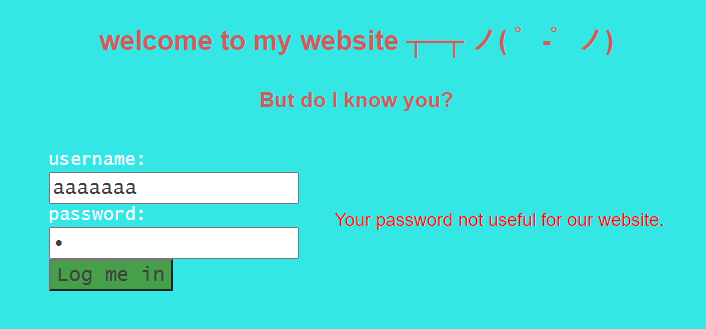 welcome to my website ┬─┬ ノ( ゜-゜ノ)
But do I know you?
username:
aaaaaaa
password:
•
Your password not useful for our website.
Log me in